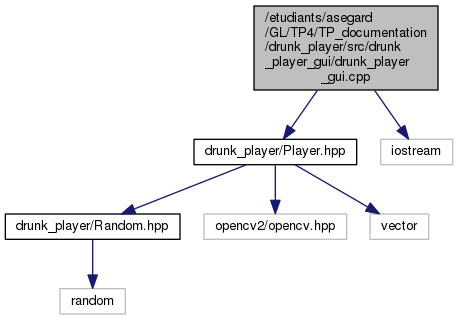 /etudiants/asegard
/GL/TP4/TP_documentation
/drunk_player/src/drunk
_player_gui/drunk_player
_gui.cpp
drunk_player/Player.hpp
iostream
drunk_player/Random.hpp
opencv2/opencv.hpp
vector
random